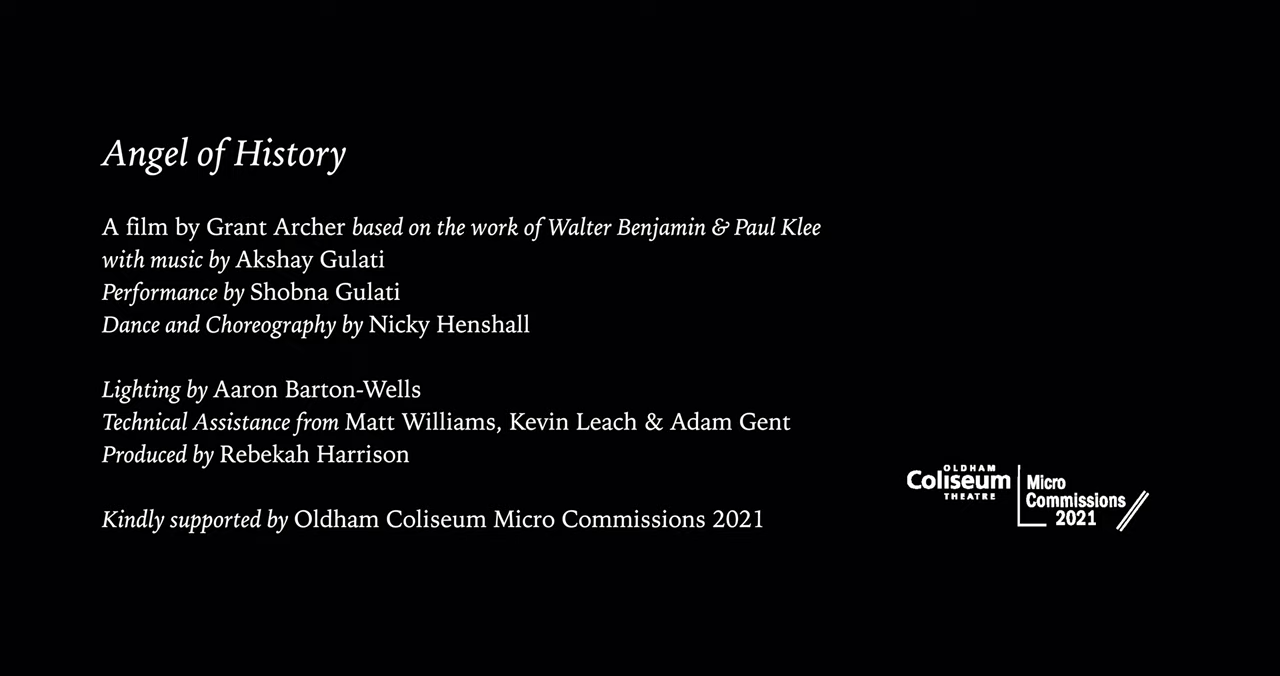 Angel of History
A film by Grant Archer based on the work of Walter Benjamin & Paul Klee
with music by Akshay Gulati
Performance by Shobna Gulati
Dance and Choreography by Nicky Henshall
Lighting by Aaron Barton-Wells
Technical Assistance from Matt Williams, Kevin Leach & Adam Gent
Produced by Rebekah Harrison
Kindly supported by Oldham Coliseum Micro Commissions 2021
OLDHAM
Coliseum
THEATRE
Micro
Commissions
2021